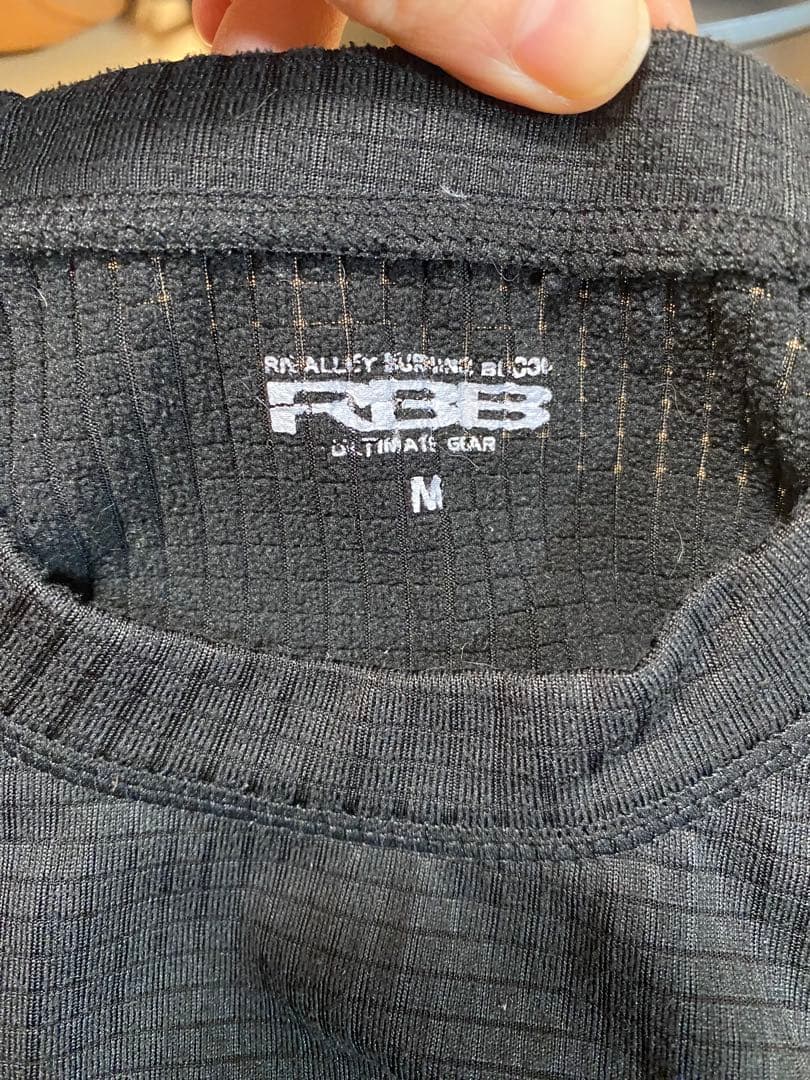 RIVALLEY BURNING BLOOD
RBB
ULTIMATE GEAR
M